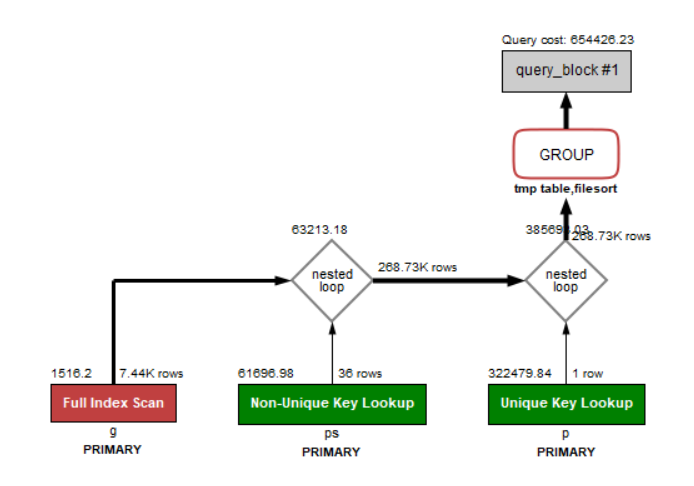 Query cost: 654426.23
query_block #1
GROUP
tmp table,filesort
63213.18
268.73K rows
nested
loop
268.73K rows
nested
loop
1516.2
7.44K rows
61696.98
36 rows
322479.84
1 row
Full Index Scan
Non-Unique Key Lookup
Unique Key Lookup
g
ps
p
PRIMARY
PRIMARY
PRIMARY